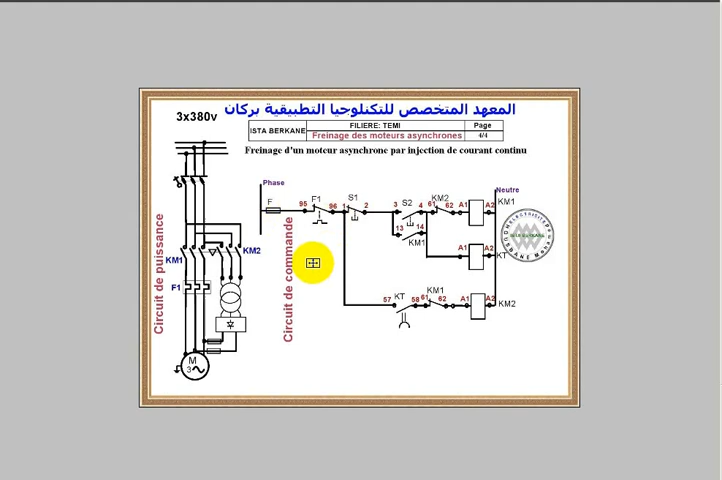 المعهد المتخصص للتكنلوجيا التطبيقية بركان
3x380v
ISTA BERKANE
FILIERE: TEMI
Page
Freinage des moteurs asynchrones
4/4
Freinage d'un moteur asynchrone par injection de courant continu
Phase
Neutre
F
95
F1
96
1
S1
2
3
S2
4
61
KM2
62
A1
A2
KM1
13
14
KM1
A1
A2
KT
57
KT
58
61
KM1
62
A1
A2
KM2
Circuit de puissance
Circuit de commande
KM1
KM2
F1
M
3
ISTA BERKANE